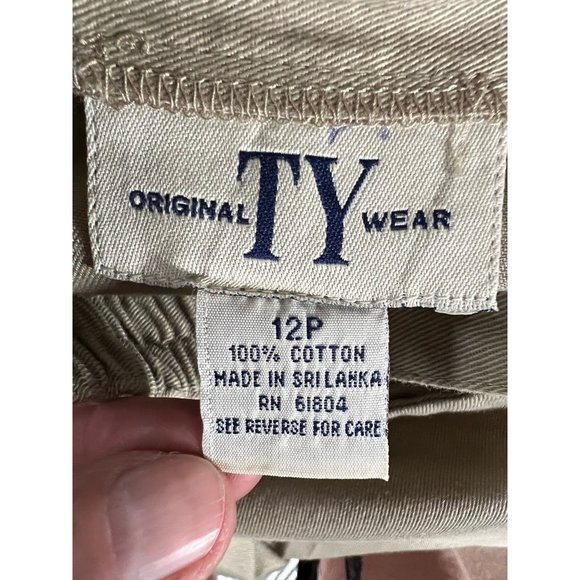 ORIGINAL TY WEAR
12P
100% COTTON
MADE IN SRI LANKA
RN 61804
SEE REVERSE FOR CARE